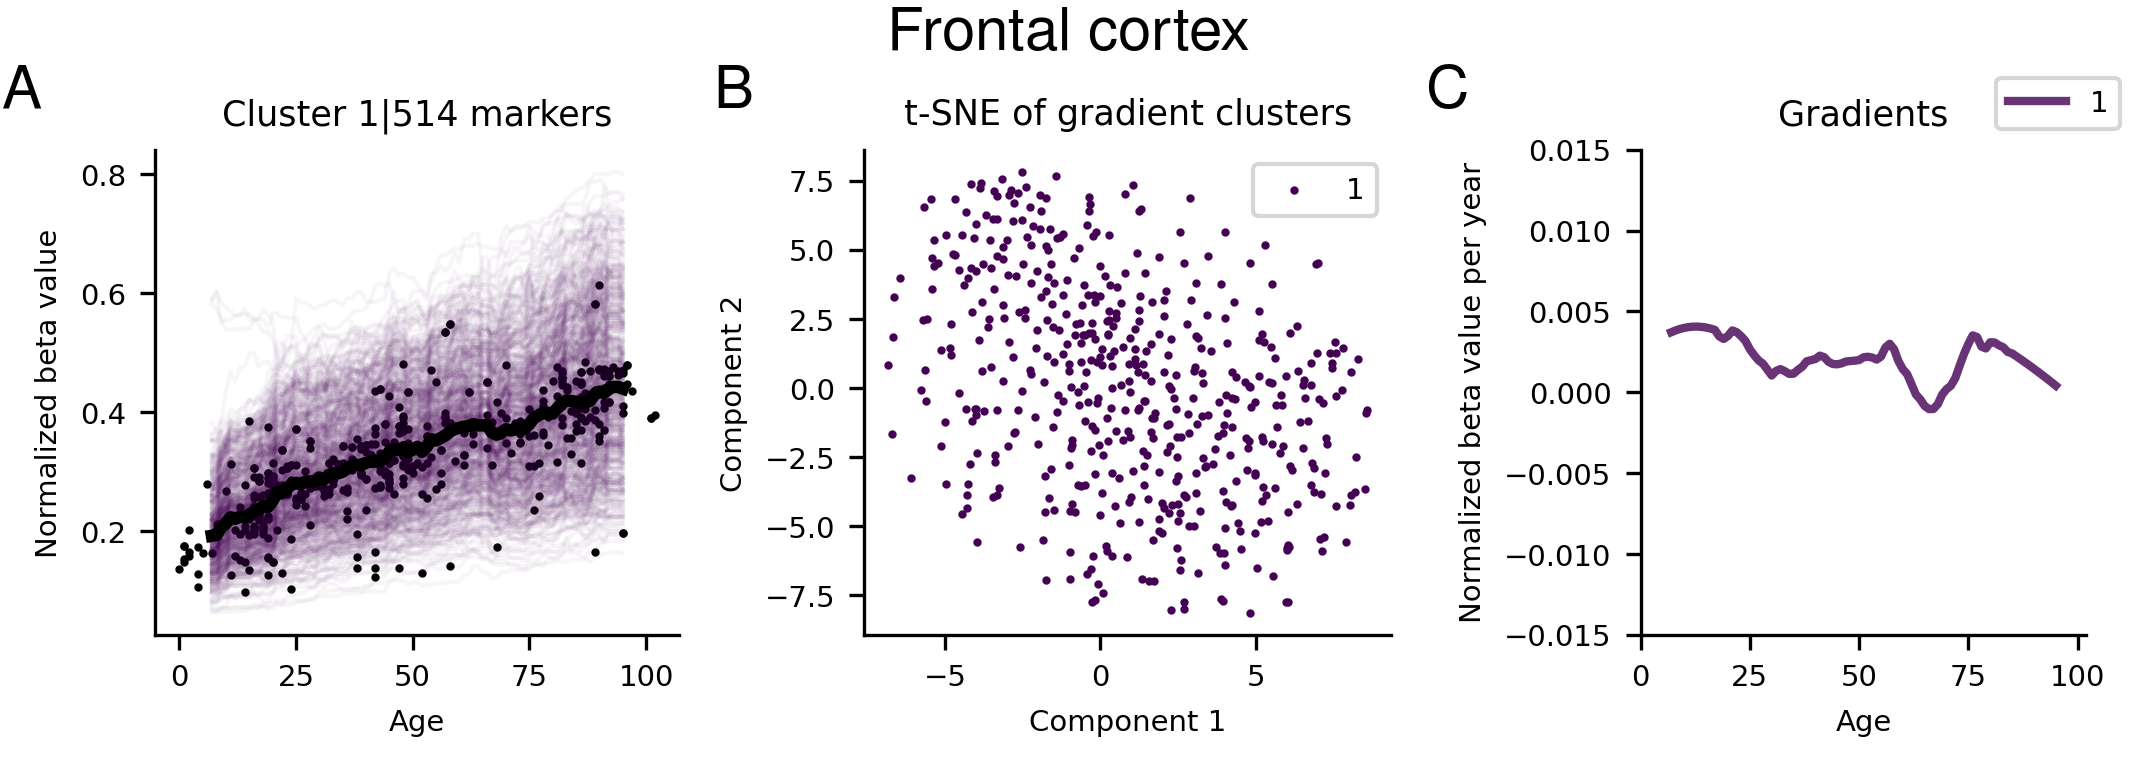 Frontal cortex
A
Cluster 1|514 markers
Normalized beta value
0.8
0.6
0.4
0.2
0
25
50
75
100
Age
B
t-SNE of gradient clusters
1
Component 2
7.5
5.0
2.5
0.0
−2.5
−5.0
−7.5
−5
0
5
Component 1
C
Gradients
1
Normalized beta value per year
0.015
0.010
0.005
0.000
−0.005
−0.010
−0.015
0
25
50
75
100
Age